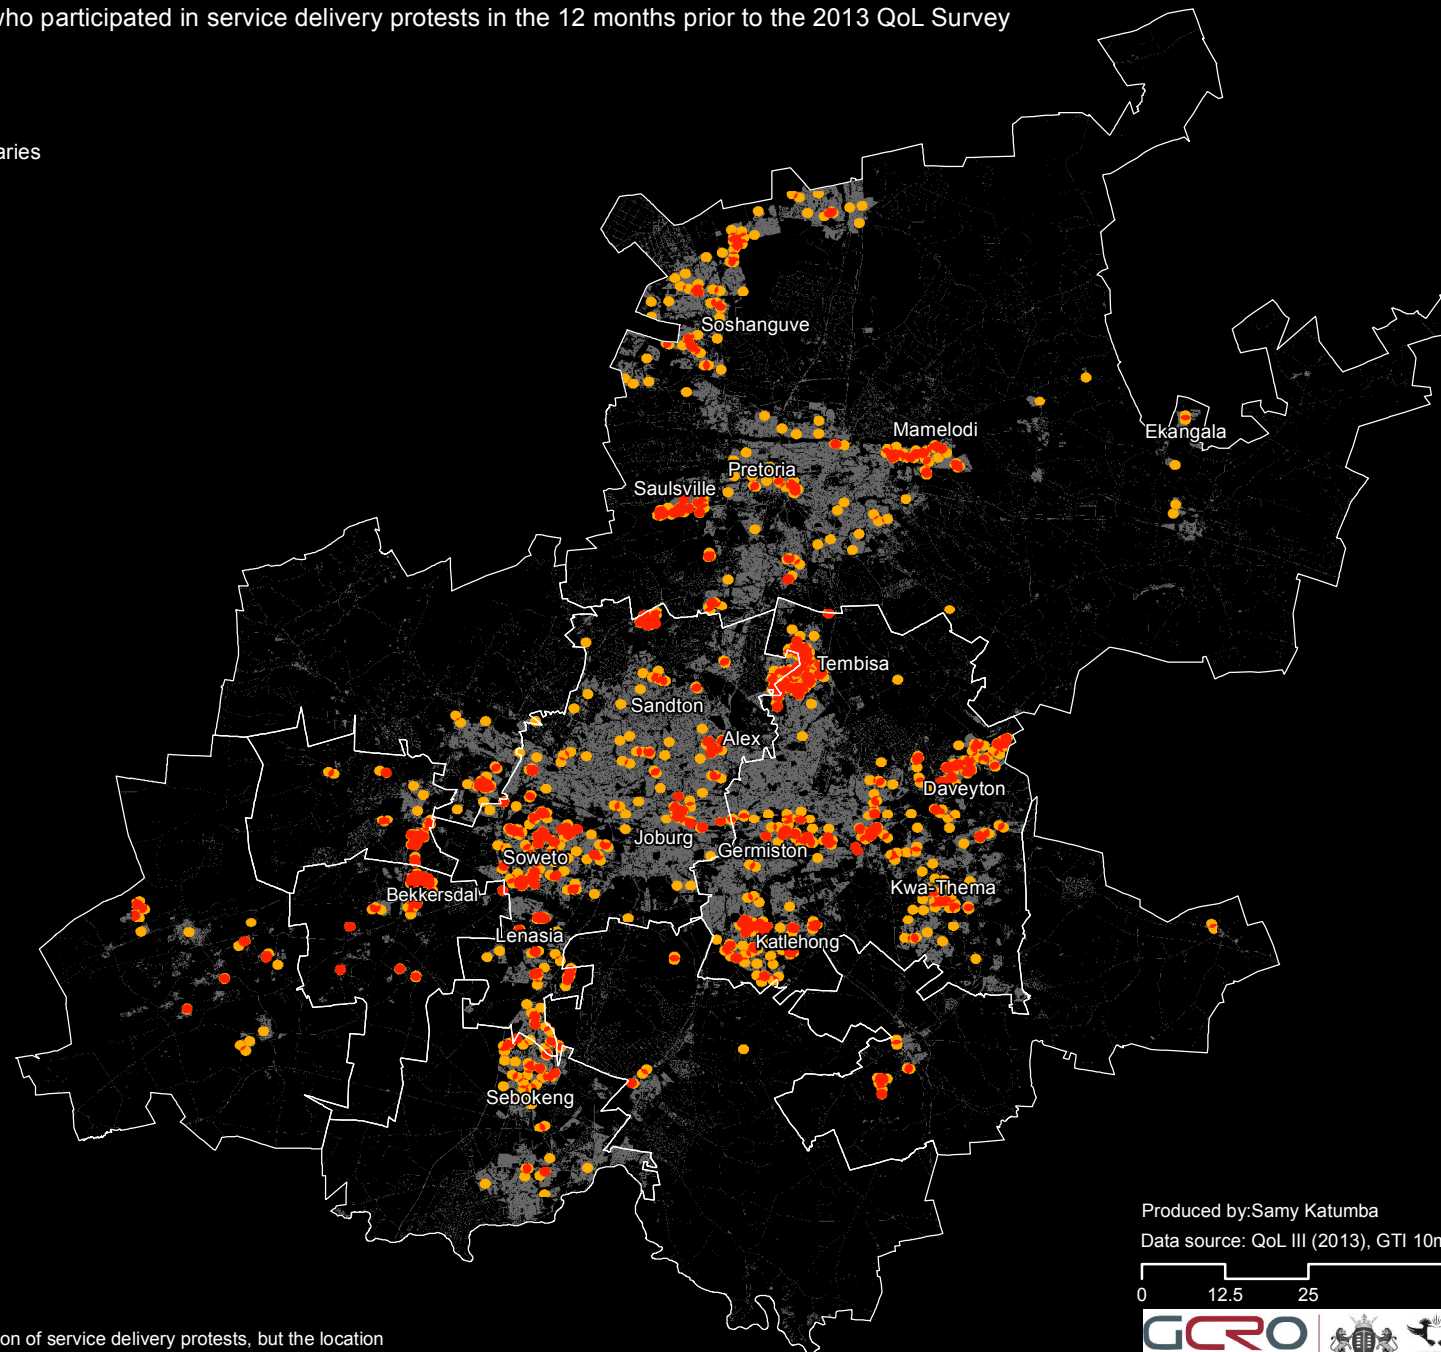 who participated in service delivery protests in the 12 months prior to the 2013 QoL Survey
aries
Soshanguve
Mamelodi
Ekangala
Pretoria
Saulsville
Tembisa
Sandton
Alex
Daveyton
Joburg
Germiston
Soweto
Kwa-Thema
Bekkersdal
Lenasia
Katlehong
Sebokeng
Produced by:Samy Katumba
Data source: QoL III (2013), GTI 10m
0 12.5 25
GCRO
on of service delivery protests, but the location